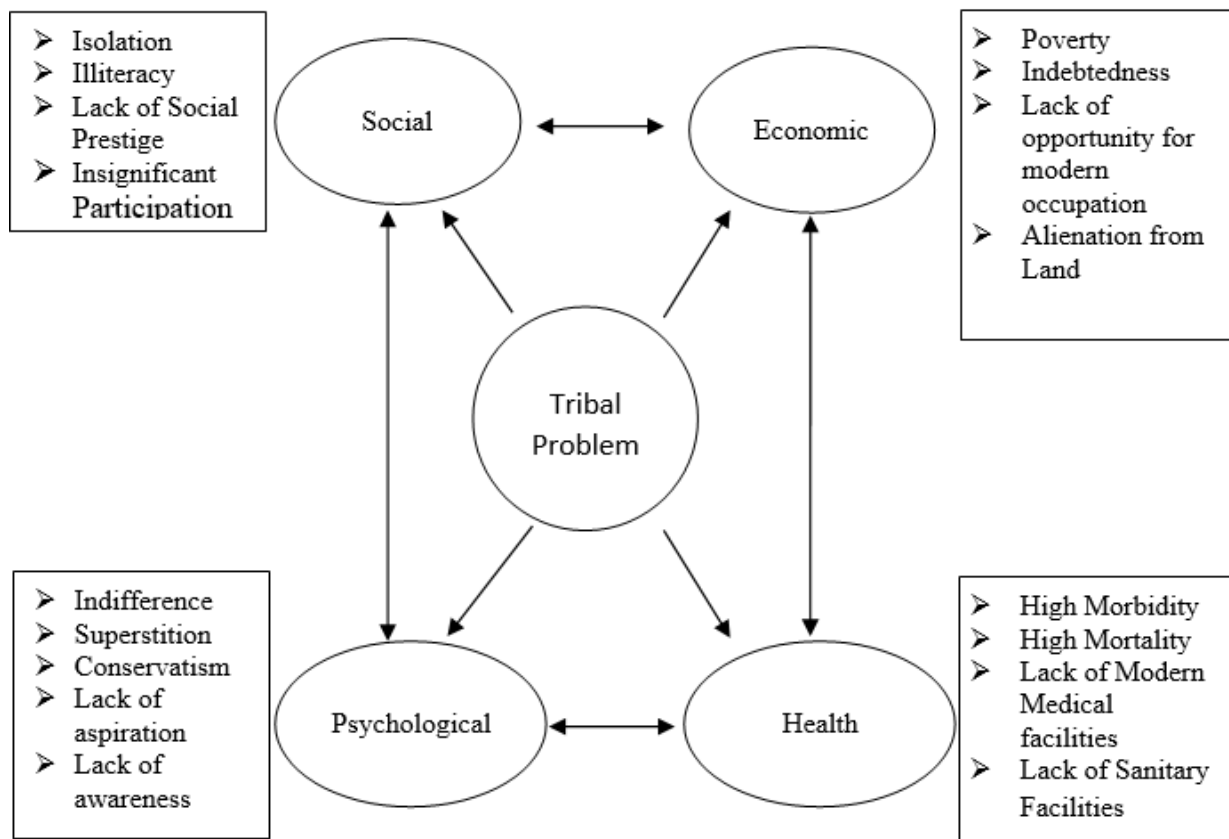 Isolation
Illiteracy
Lack of Social
Prestige
Insignificant
Participation
Social
Economic
Poverty
Indebtedness
Lack of
opportunity for
modern
occupation
Alienation from
Land
Tribal
Problem
Indifference
Superstition
Conservatism
Lack of
aspiration
Lack of
awareness
Psychological
Health
High Morbidity
High Mortality
Lack of Modern
Medical
facilities
Lack of Sanitary
Facilities